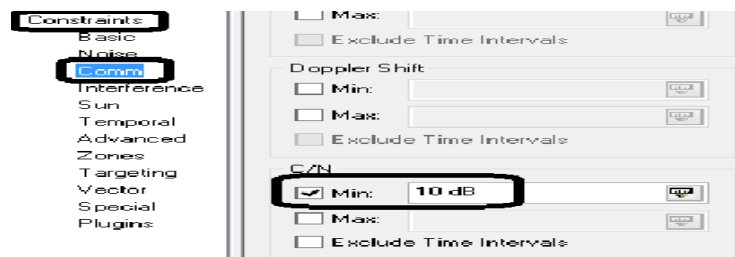 Constraints
Basic
Noise
Comm
Interference
Sun
Temporal
Advanced
Zones
Targeting
Vector
Special
Plugins
Max:
Exclude Time Intervals
Doppler Shift
Min:
Max:
Exclude Time Intervals
C/N
Min: 10 dB
Max:
Exclude Time Intervals